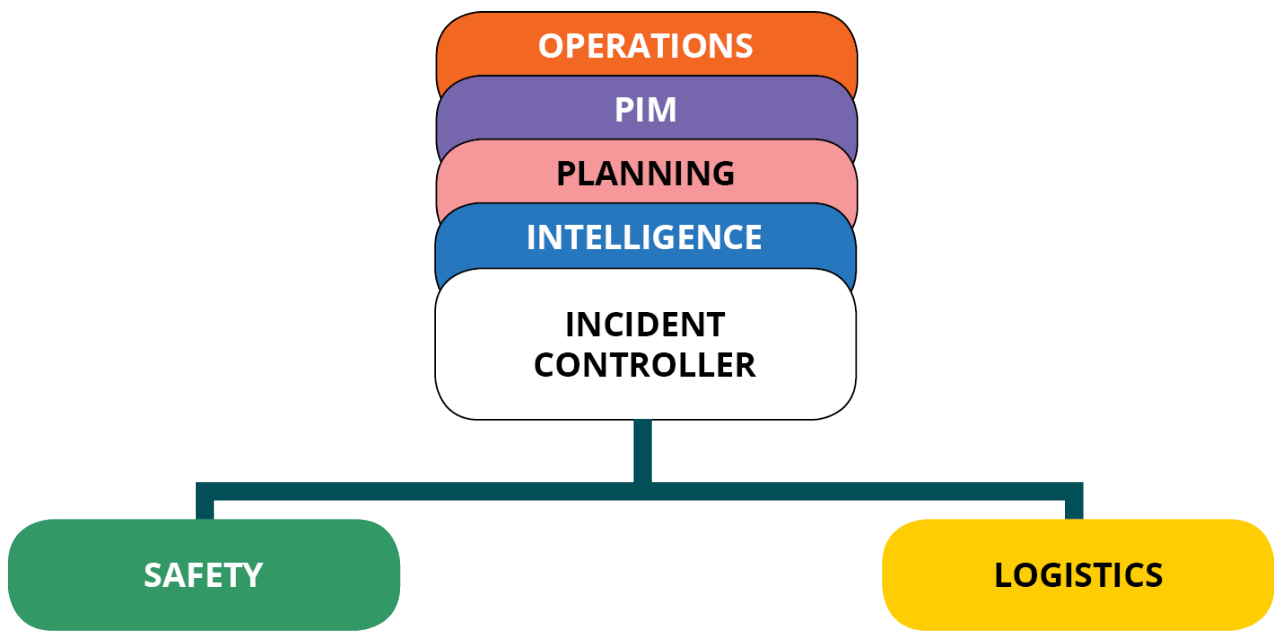 OPERATIONS
PIM
PLANNING
INTELLIGENCE
INCIDENT
CONTROLLER
SAFETY
LOGISTICS